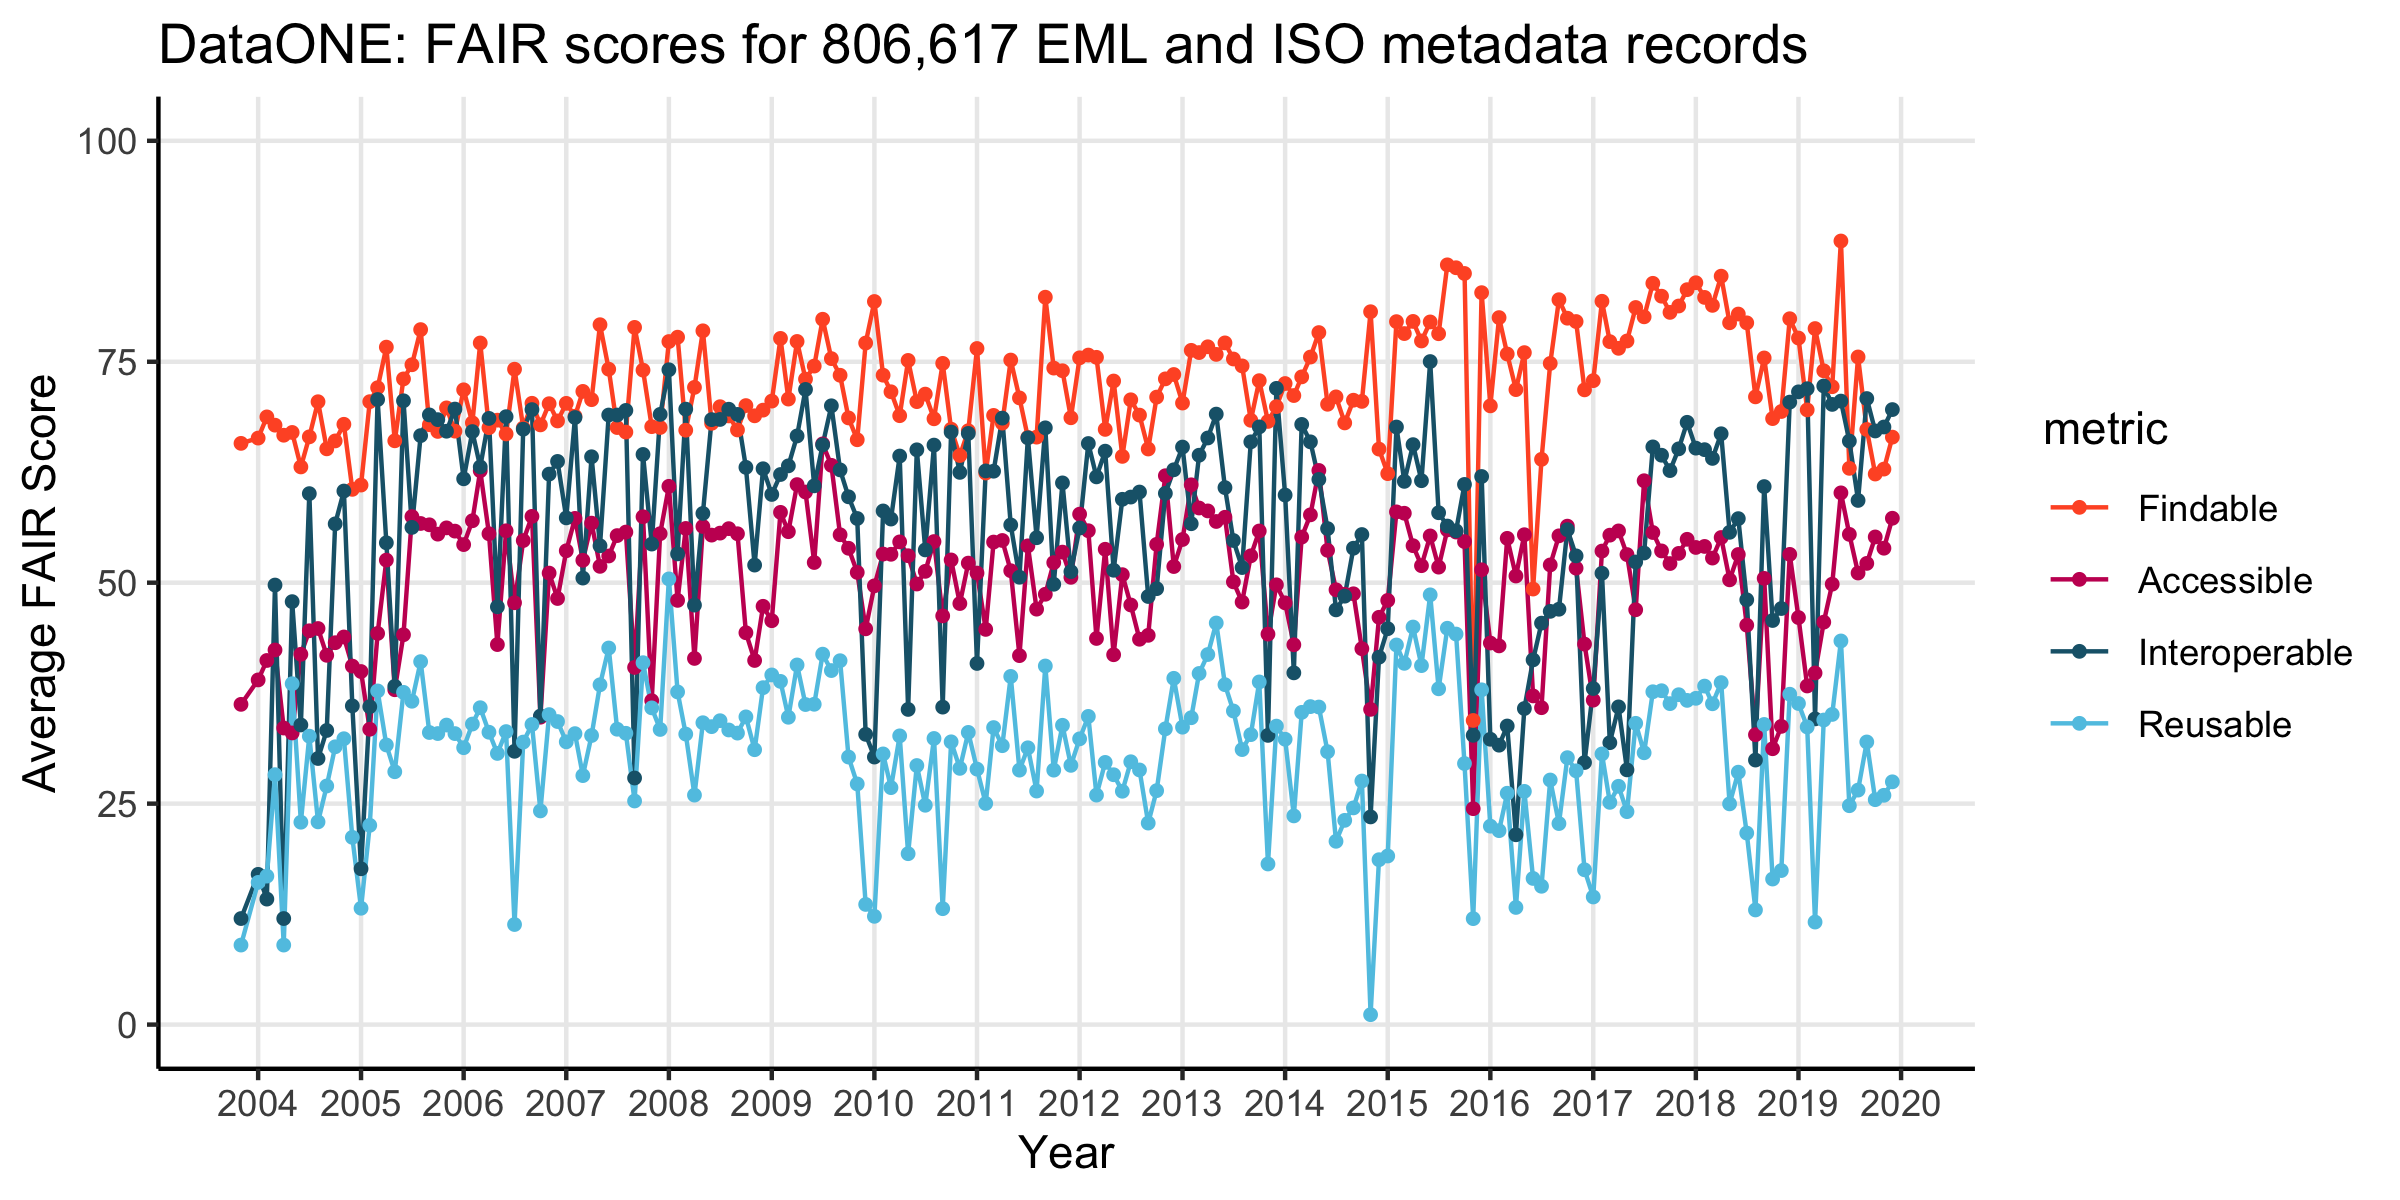 DataONE: FAIR scores for 806,617 EML and ISO metadata records
100
75
50
25
0
Average FAIR Score
2004 2005 2006 2007 2008 2009 2010 2011 2012 2013 2014 2015 2016 2017 2018 2019 2020
Year
metric
Findable
Accessible
Interoperable
Reusable